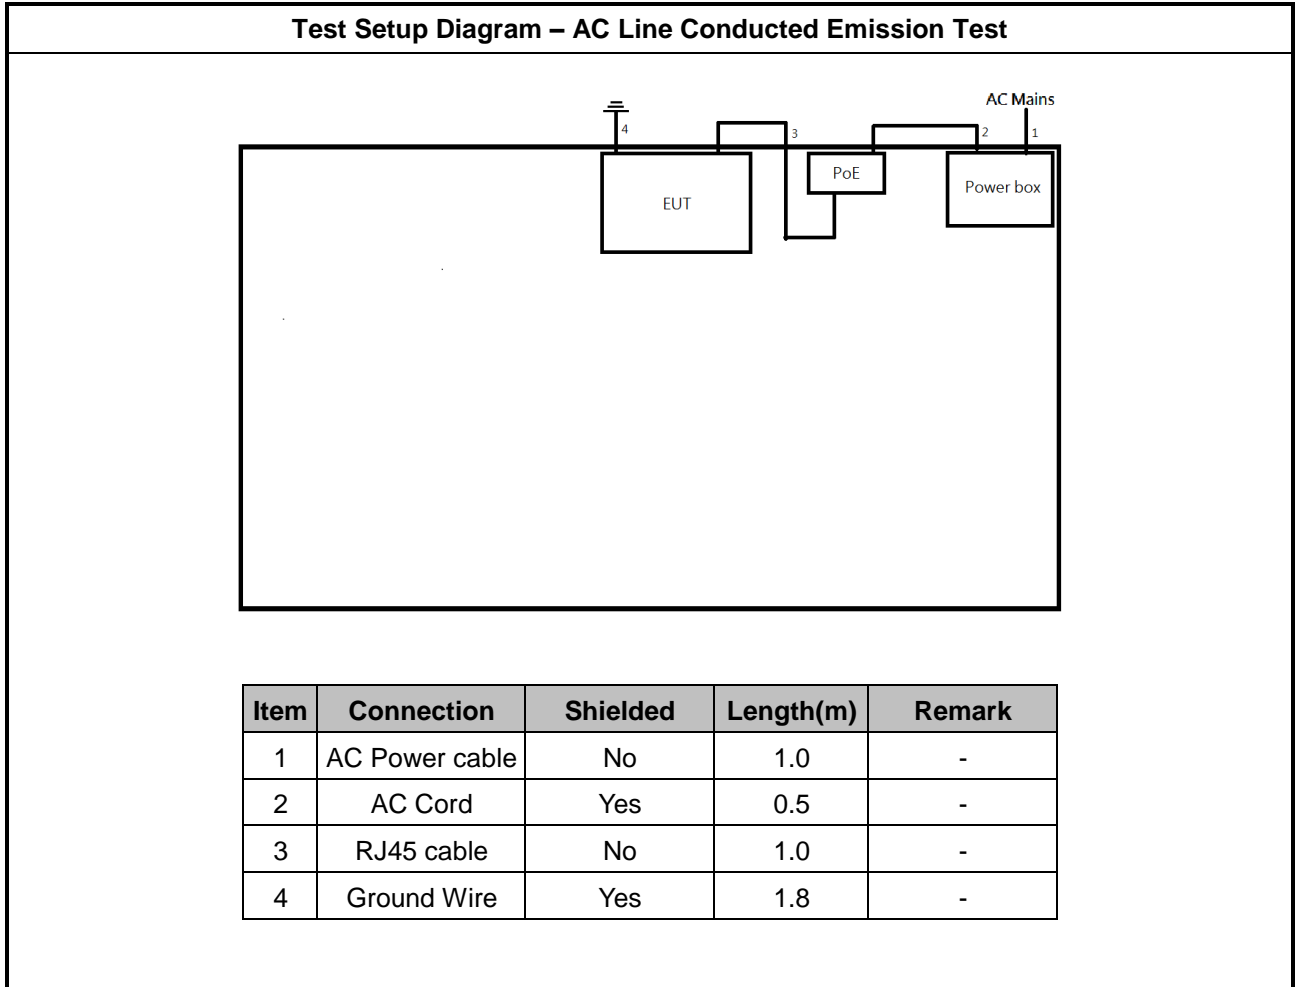 Test Setup Diagram – AC Line Conducted Emission Test
AC Mains
4
3
2
1
EUT
PoE
Power box
Item Connection Shielded Length(m) Remark
1 AC Power cable No 1.0 -
2 AC Cord Yes 0.5 -
3 RJ45 cable No 1.0 -
4 Ground Wire Yes 1.8 -